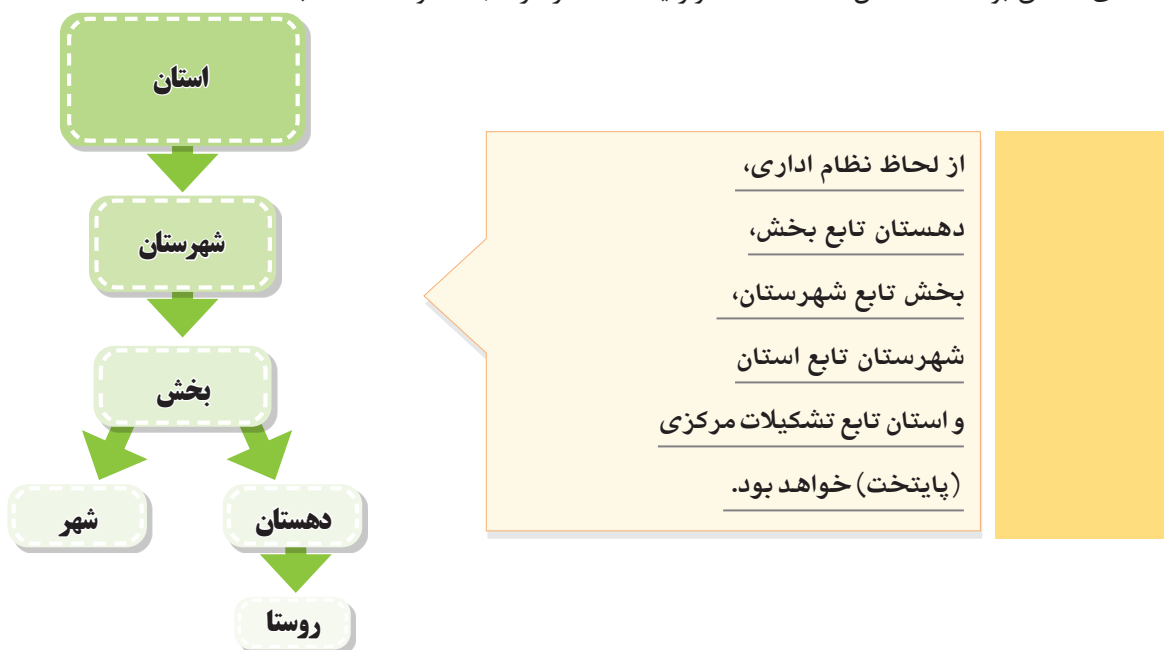 استان
شهرستان
بخش
دهستان
شهر
روستا
از لحاظ نظام اداری،
دهستان تابع بخش،
بخش تابع شهرستان،
شهرستان تابع استان
و استان تابع تشکیلات مرکزی
(پایتخت) خواهد بود.